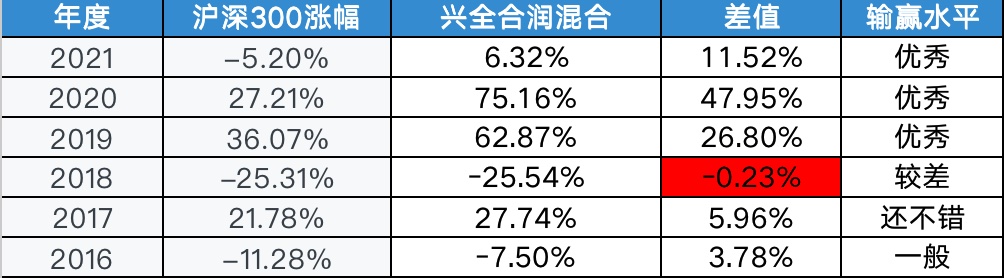 年度 沪深300涨幅 兴全合润混合 差值 输赢水平
2021 –5.20% 6.32% 11.52% 优秀
2020 27.21% 75.16% 47.95% 优秀
2019 36.07% 62.87% 26.80% 优秀
2018 –25.31% -25.54% -0.23% 较差
2017 21.78% 27.74% 5.96% 还不错
2016 –11.28% -7.50% 3.78% 一般